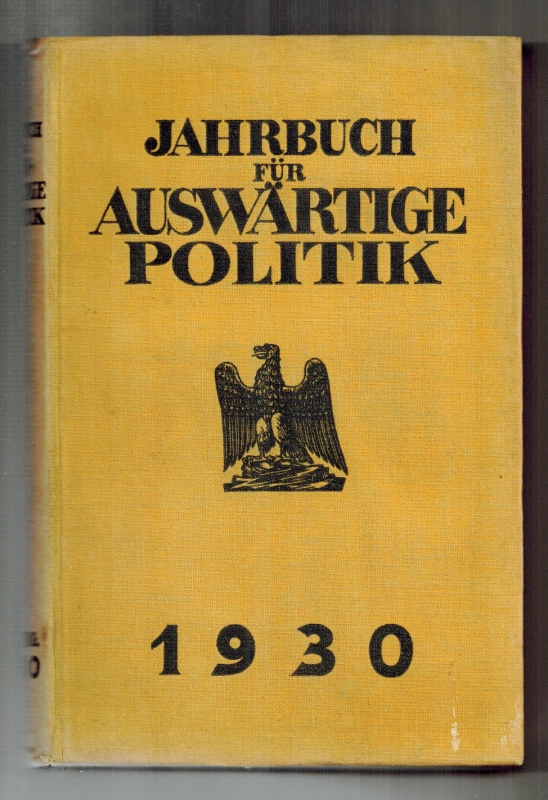 JAHRBUCH
FÜR
AUSWÄRTIGE
POLITIK
1930